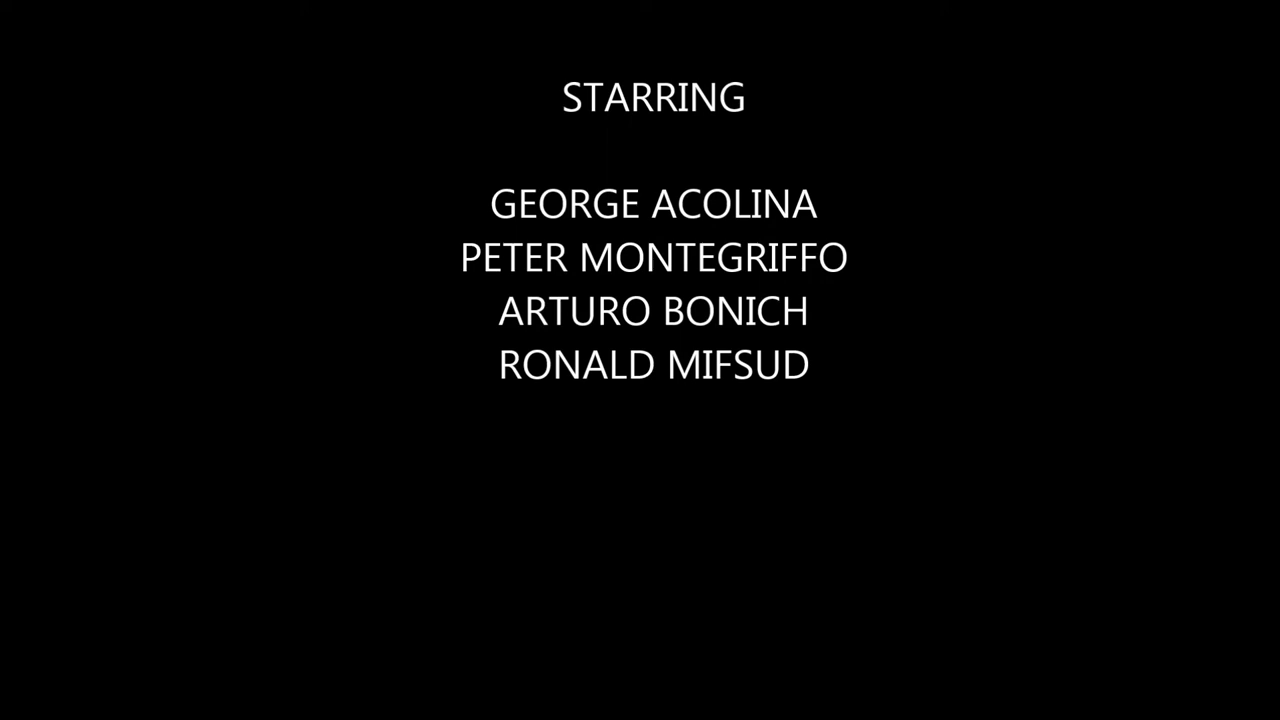 STARRING
GEORGE ACOLINA
PETER MONTEGRIFFO
ARTURO BONICH
RONALD MIFSUD